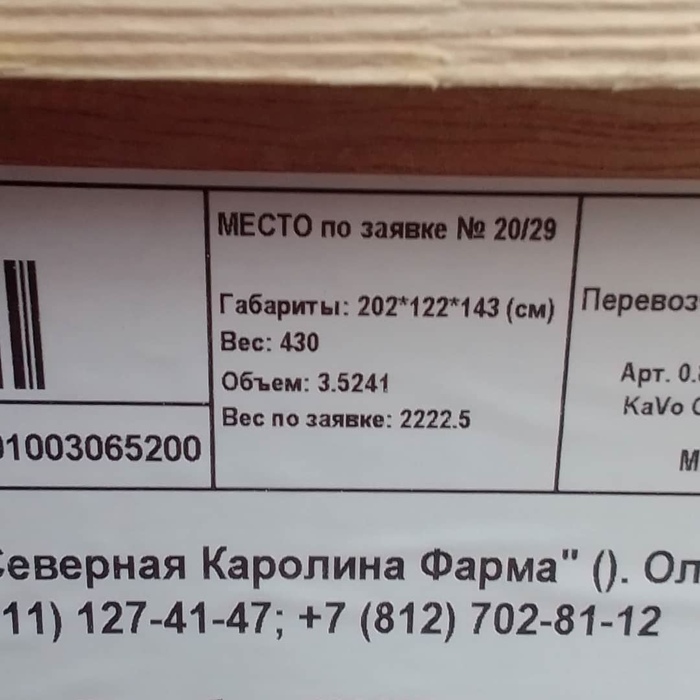 МЕСТО по заявке № 20/29
Габариты: 202*122*143 (см)
Вес: 430
Объем: 3.5241
Вес по заявке: 2222.5
Перевоз
Арт. 0.
KaVo
М
01003065200
Северная Каролина Фарма" (). Ол
11) 127-41-47; +7 (812) 702-81-12